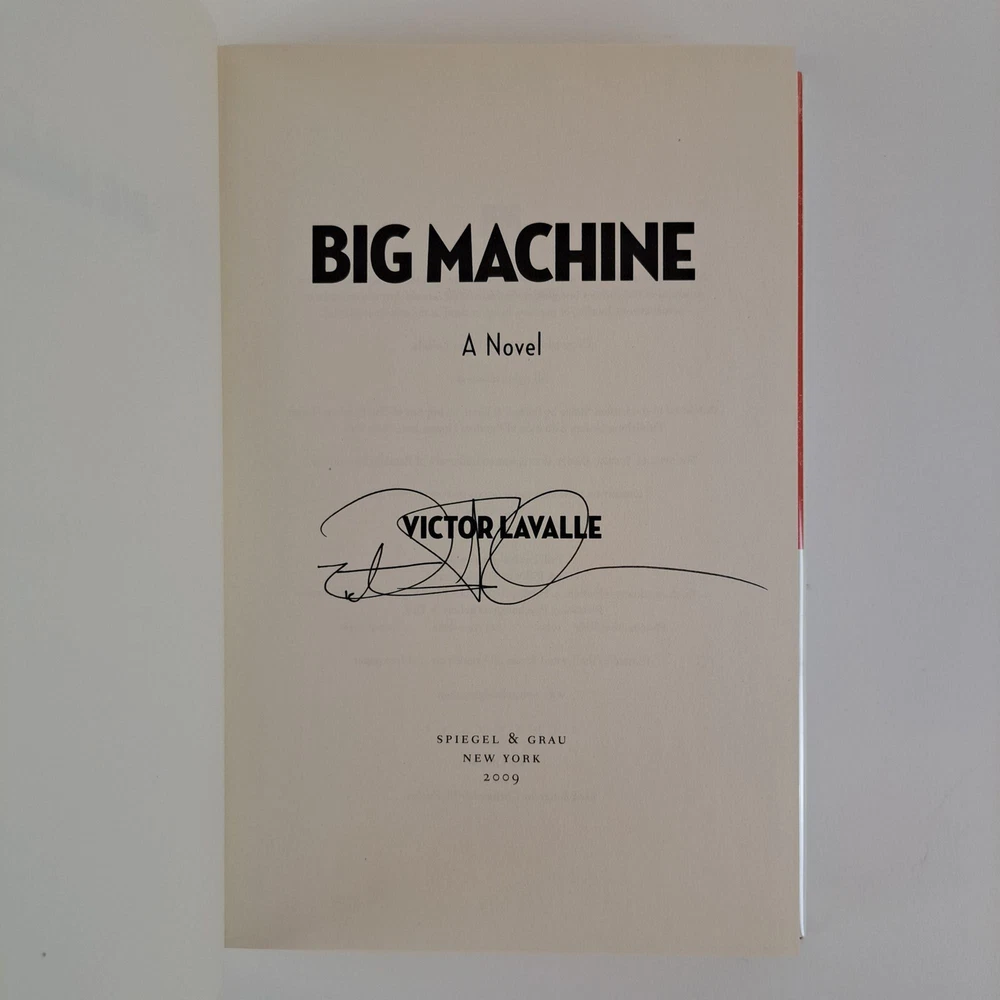 BIG MACHINE
A Novel
VICTOR LAVALLE
SPIEGEL & GRAU
NEW YORK
2009